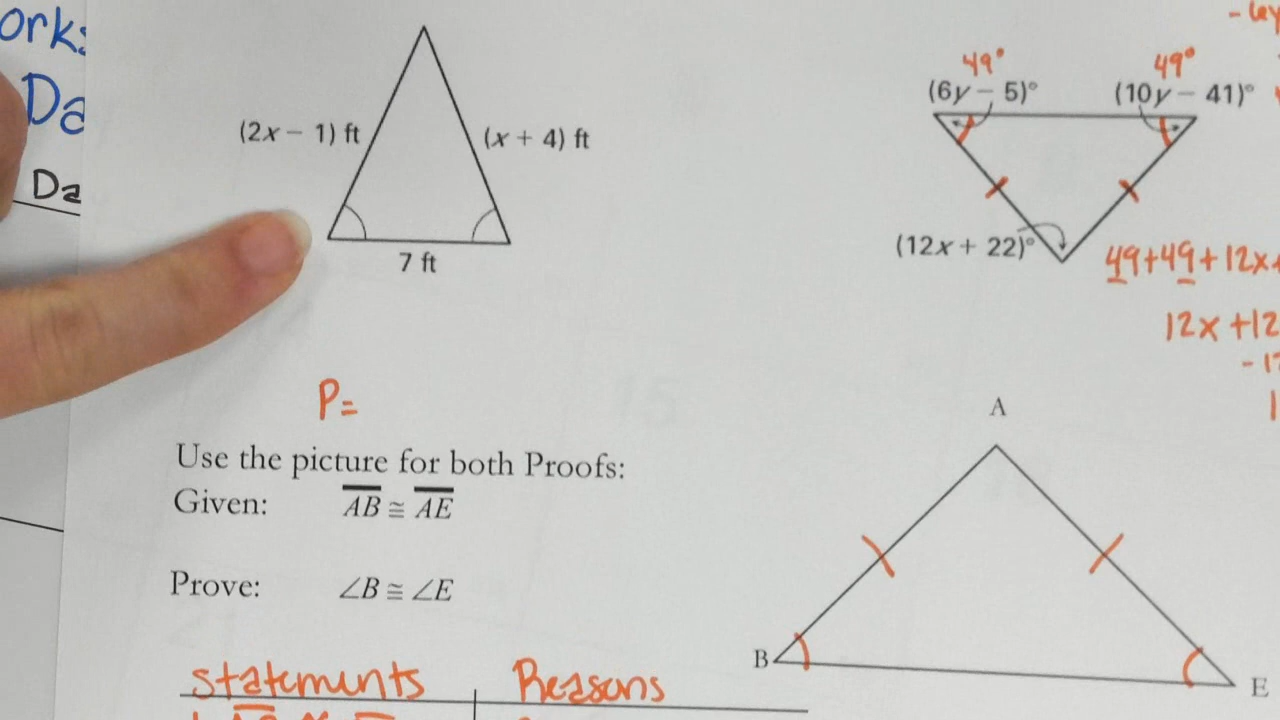 orks
Da
Da
(2x − 1) ft
(x + 4) ft
7 ft
P=
49° 49°
(6y − 5)° (10y − 41)°
(12x + 22)°
49+49+12x+
12x +12
Use the picture for both Proofs:
Given: AB ≅ AE
Prove: ∠B ≅ ∠E
A
B
E
statements Reasons